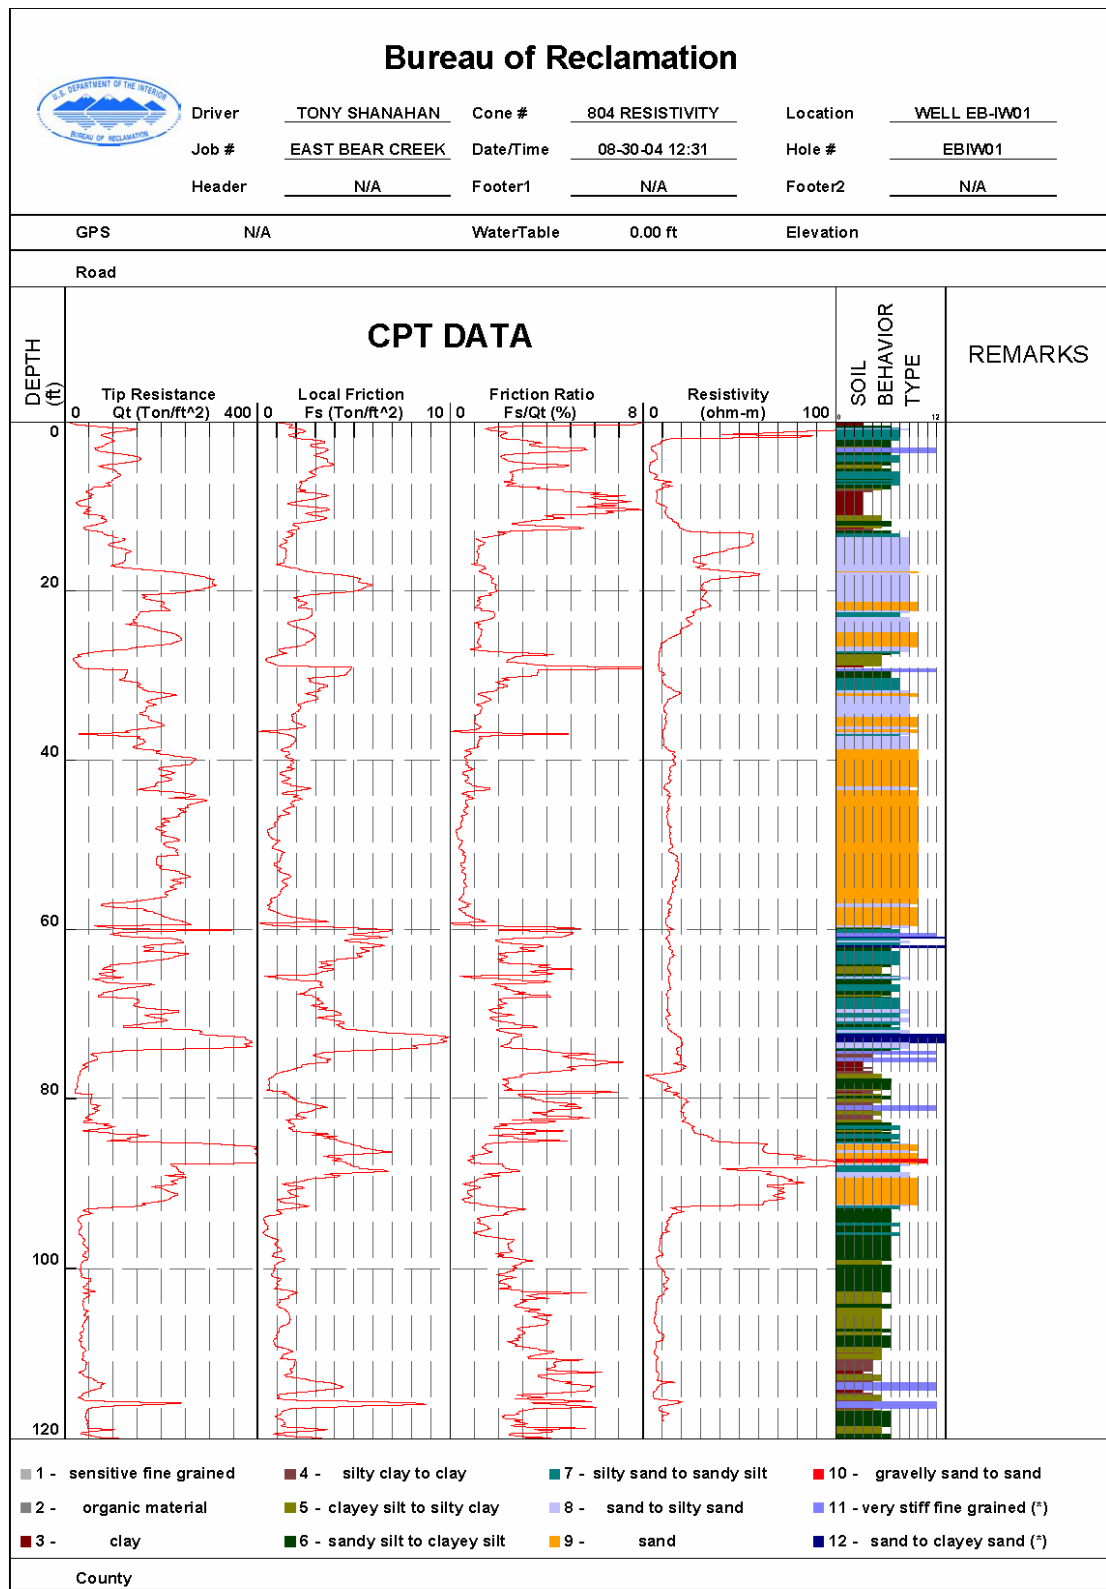 Bureau of Reclamation
U.S. DEPARTMENT OF THE INTERIOR
BUREAU OF RECLAMATION
Driver TONY SHANAHAN Cone # 804 RESISTIVITY Location WELL EB-IW01
Job # EAST BEAR CREEK Date/Time 08-30-04 12:31 Hole # EBIW01
Header N/A Footer1 N/A Footer2 N/A
GPS N/A WaterTable 0.00 ft Elevation
Road
CPT DATA
DEPTH
(ft)
SOIL
BEHAVIOR
TYPE
REMARKS
Tip Resistance Local Friction Friction Ratio Resistivity
0 Qt (Ton/ft^2) 400 0 Fs (Ton/ft^2) 10 0 Fs/Qt (%) 8 0 (ohm-m) 100
0 12
0
20
40
60
80
100
120
1 - sensitive fine grained 4 - silty clay to clay 7 - silty sand to sandy silt 10 - gravelly sand to sand
2 - organic material 5 - clayey silt to silty clay 8 - sand to silty sand 11 - very stiff fine grained (*)
3 - clay 6 - sandy silt to clayey silt 9 - sand 12 - sand to clayey sand (*)
County